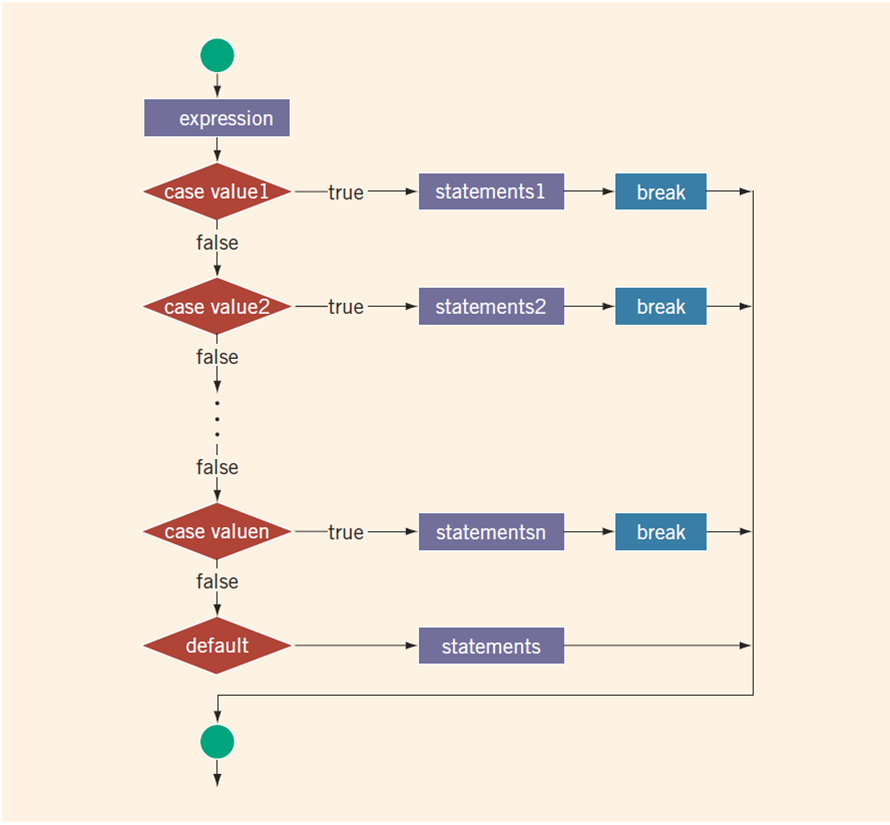 expression
case value1 true statements1 break
false
case value2 true statements2 break
false
false
case valuen true statementsn break
false
default statements